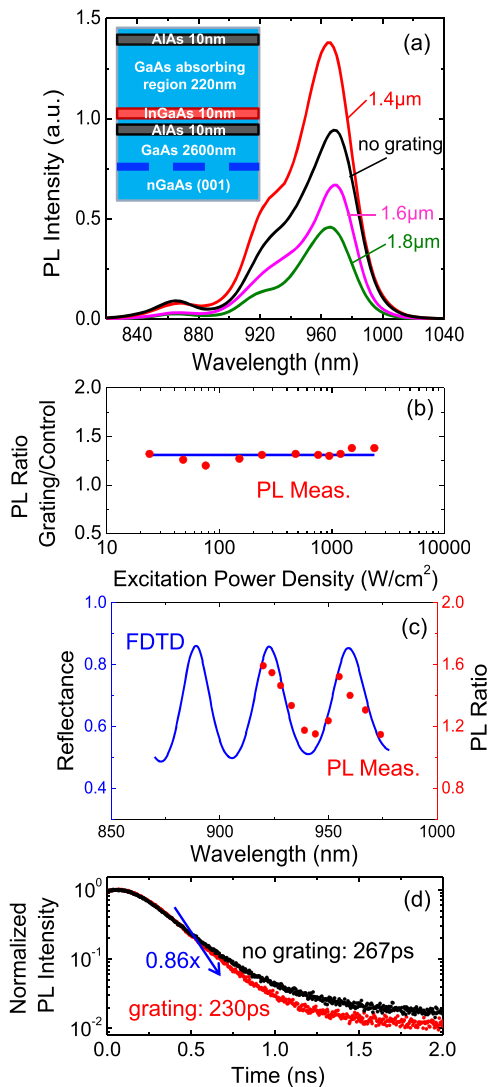 (a)
AlAs 10nm
GaAs absorbing
region 220nm
InGaAs 10nm
AlAs 10nm
GaAs 2600nm
nGaAs (001)
1.4µm
no grating
1.6µm
1.8µm
PL Intensity (a.u.)
1.5
1.0
0.5
0.0
840 880 920 960 1000 1040
Wavelength (nm)
(b)
PL Ratio
Grating/Control
2.0
1.5
1.0
0.5
PL Meas.
10 100 1000 10000
Excitation Power Density (W/cm²)
(c)
FDTD
PL Meas.
Reflectance
1.0
0.8
0.6
0.4
PL Ratio
2.0
1.6
1.2
0.8
850 900 950 1000
Wavelength (nm)
(d)
Normalized
PL Intensity
10⁰
10⁻¹
10⁻²
0.86x
no grating: 267ps
grating: 230ps
0.0 0.5 1.0 1.5 2.0
Time (ns)